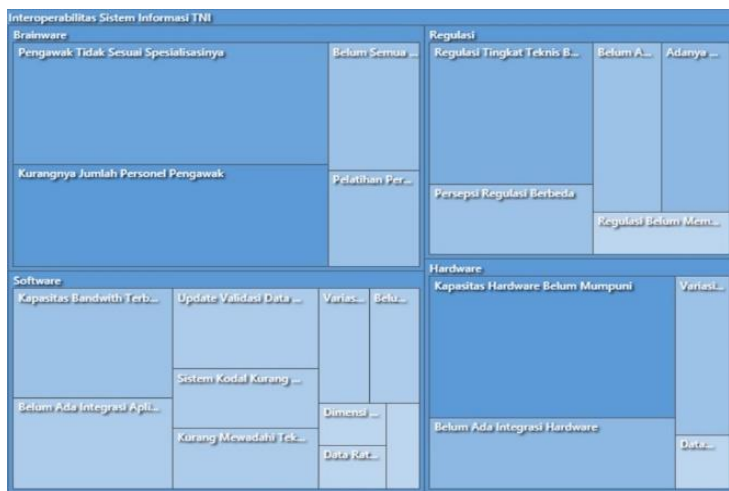 Interoperabilitas Sistem Informasi TNI
Brainware
Pengawak Tidak Sesuai Spesialisasinya
Belum Semua ...
Kurangnya Jumlah Personel Pengawak
Pelatihan Per...
Regulasi
Regulasi Tingkat Teknis B...
Belum A...
Adanya ...
Persepsi Regulasi Berbeda
Regulasi Belum Mem...
Software
Kapasitas Bandwith Terb...
Update Validasi Data ...
Varias...
Belu...
Sistem Kodal Kurang ...
Belum Ada Integrasi Apli...
Dimensi ...
Kurang Mewadahi Tek...
Data Rat...
Hardware
Kapasitas Hardware Belum Mumpuni
Variasi...
Belum Ada Integrasi Hardware
Data...